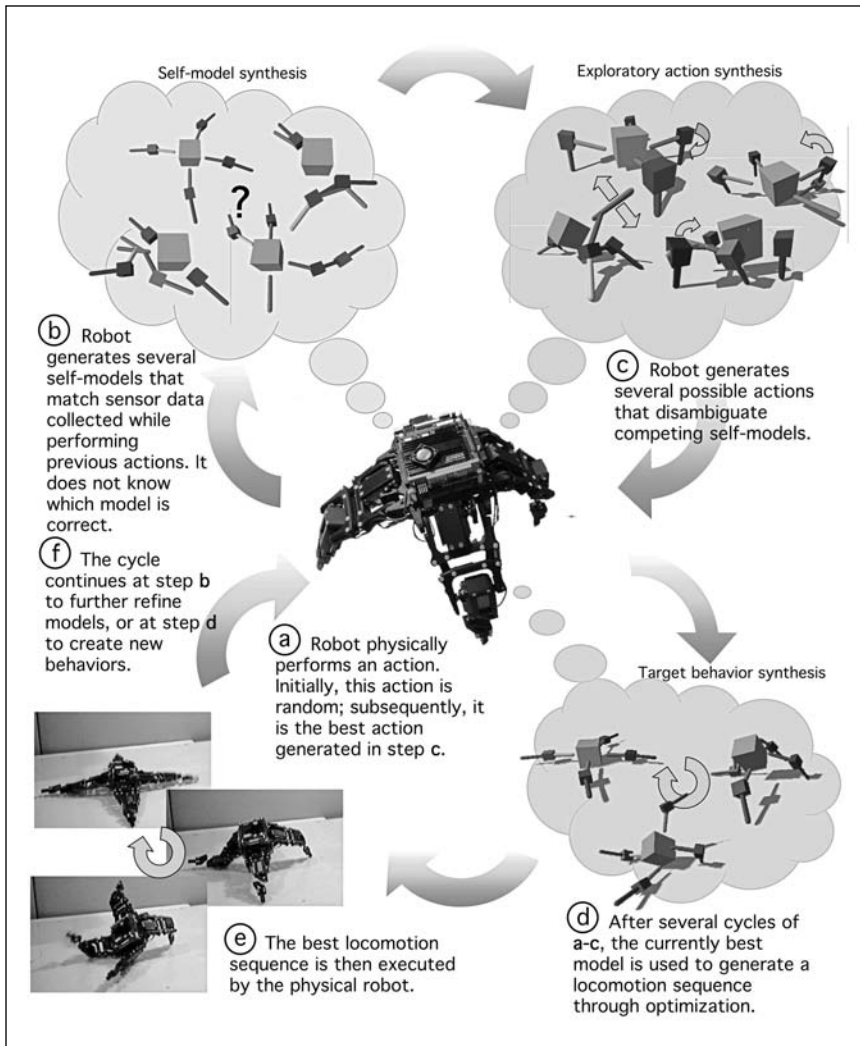 Self-model synthesis
Exploratory action synthesis
?
b Robot
generates several
self-models that
match sensor data
collected while
performing
previous actions. It
does not know
which model is
correct.
c Robot generates
several possible actions
that disambiguate
competing self-models.
f The cycle
continues at step b
to further refine
models, or at step d
to create new
behaviors.
a Robot physically
performs an action.
Initially, this action is
random; subsequently, it
is the best action
generated in step c.
Target behavior synthesis
e The best locomotion
sequence is then executed
by the physical robot.
d After several cycles of
a-c, the currently best
model is used to generate a
locomotion sequence
through optimization.